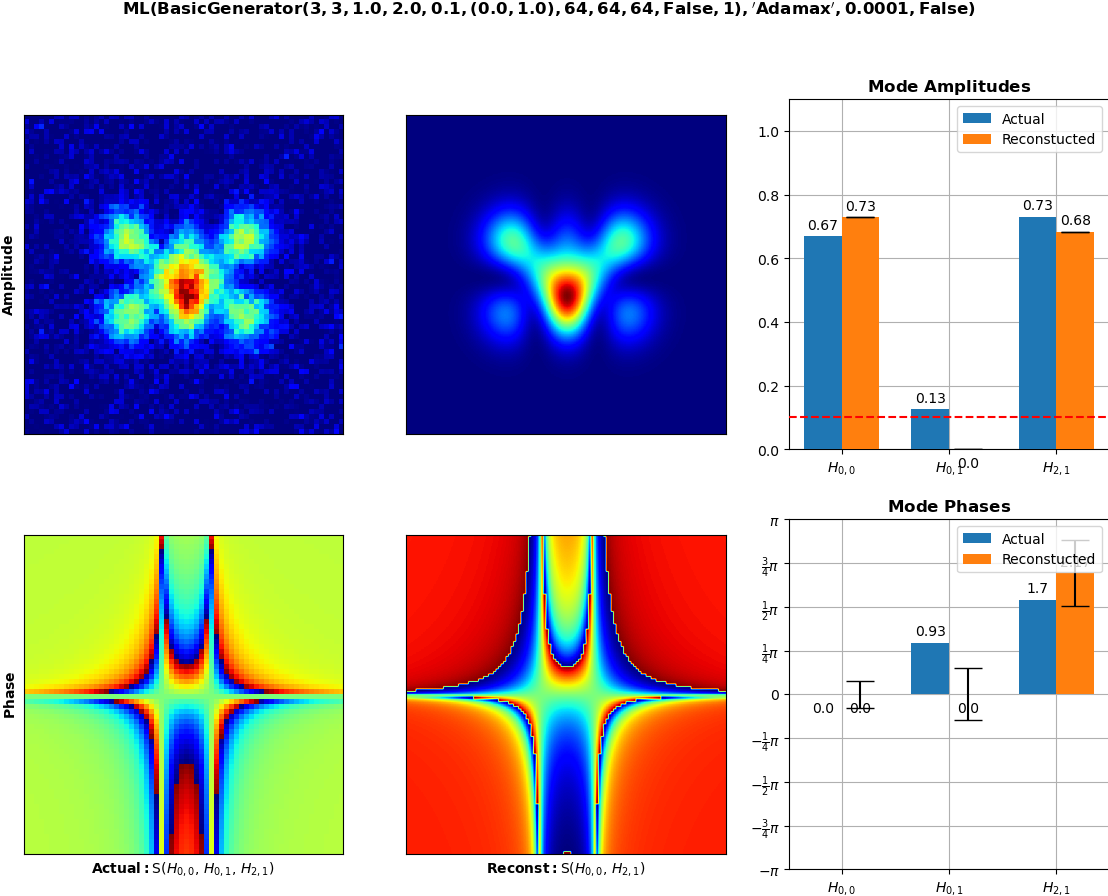 ML(BasicGenerator(3, 3, 1.0, 2.0, 0.1, (0.0, 1.0), 64, 64, 64, False, 1), ′Adamax′, 0.0001, False)
Amplitude
Mode Amplitudes
Actual
Reconstucted
1.0
0.8
0.6
0.4
0.2
0.0
0.67
0.73
0.13
0.0
0.73
0.68
H0,0
H0,1
H2,1
Phase
Actual: S(H0,0, H0,1, H2,1)
Reconst: S(H0,0, H2,1)
Mode Phases
Actual
Reconstucted
π
3/4π
1/2π
1/4π
0
−1/4π
−1/2π
−3/4π
−π
0.0
0.0
0.93
0.0
1.7
H0,0
H0,1
H2,1